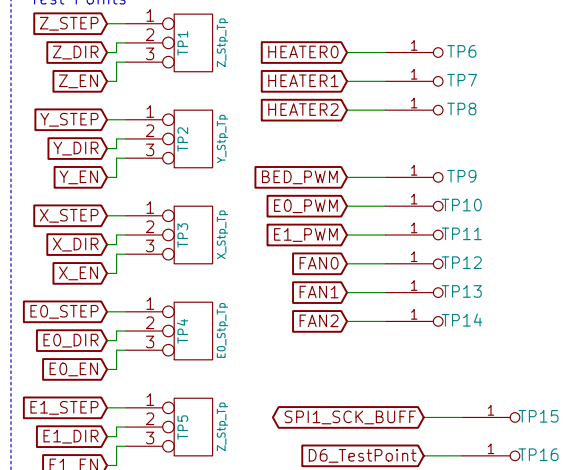 Test Points
Z_STEP 1
Z_DIR 2
Z_EN 3
TP1
Z_Stp_Tp
Y_STEP 1
Y_DIR 2
Y_EN 3
TP2
Y_Stp_Tp
X_STEP 1
X_DIR 2
X_EN 3
TP3
X_Stp_Tp
E0_STEP 1
E0_DIR 2
E0_EN 3
TP4
E0_Stp_Tp
E1_STEP 1
E1_DIR 2
E1_EN 3
TP5
Z_Stp_Tp
HEATER0 1 TP6
HEATER1 1 TP7
HEATER2 1 TP8
BED_PWM 1 TP9
E0_PWM 1 TP10
E1_PWM 1 TP11
FAN0 1 TP12
FAN1 1 TP13
FAN2 1 TP14
SPI1_SCK_BUFF 1 TP15
D6_TestPoint 1 TP16